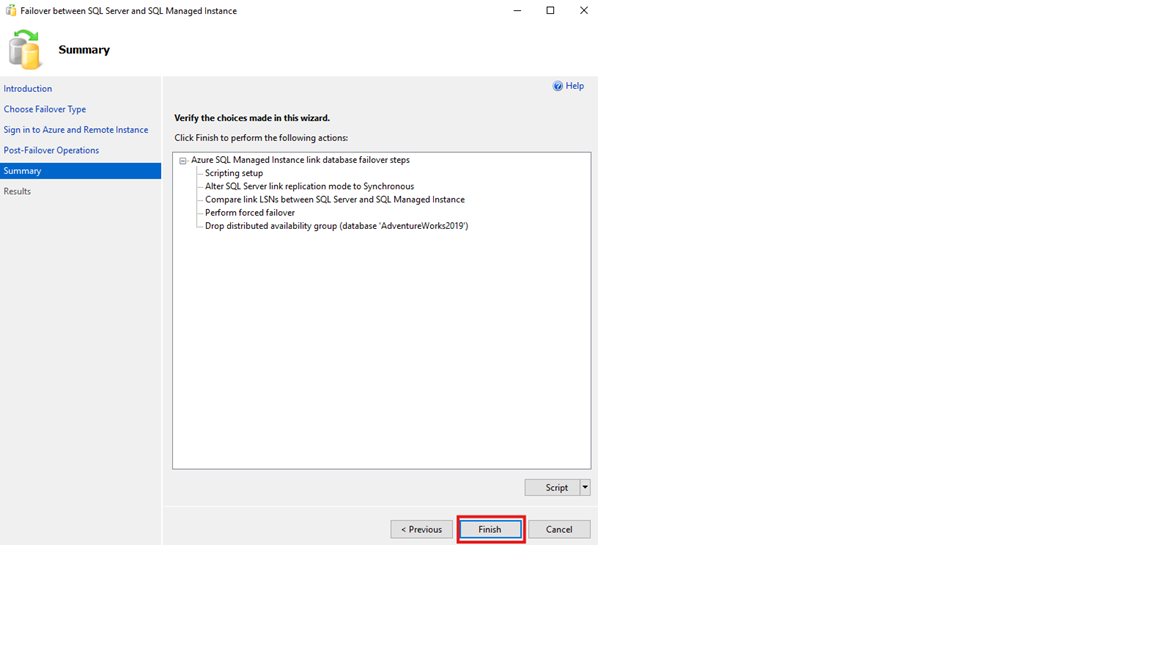 Failover between SQL Server and SQL Managed Instance
Summary
Introduction
Choose Failover Type
Sign in to Azure and Remote Instance
Post-Failover Operations
Summary
Results
Help
Verify the choices made in this wizard.
Click Finish to perform the following actions:
Azure SQL Managed Instance link database failover steps
Scripting setup
Alter SQL Server link replication mode to Synchronous
Compare link LSNs between SQL Server and SQL Managed Instance
Perform forced failover
Drop distributed availability group (database 'AdventureWorks2019')
Script
< Previous
Finish
Cancel